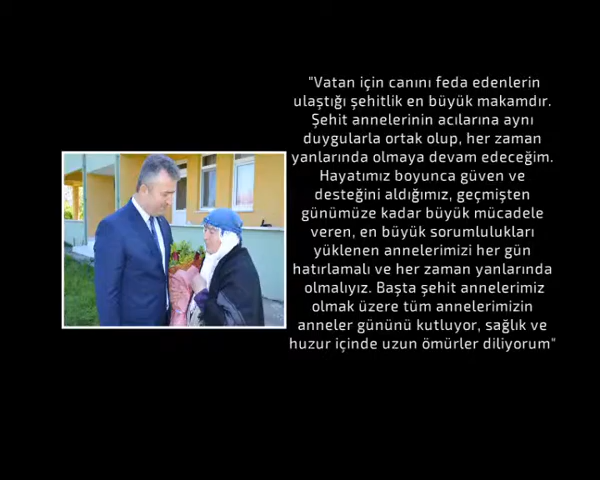 "Vatan için canını feda edenlerin
ulaştığı şehitlik en büyük makamdır.
Şehit annelerinin acılarına aynı
duygularla ortak olup, her zaman
yanlarında olmaya devam edeceğim.
Hayatımız boyunca güven ve
desteğini aldığımız, geçmişten
günümüze kadar büyük mücadele
veren, en büyük sorumlulukları
yüklenen annelerimizi her gün
hatırlamalı ve her zaman yanlarında
olmalıyız. Başta şehit annelerimiz
olmak üzere tüm annelerimizin
anneler gününü kutluyor, sağlık ve
huzur içinde uzun ömürler diliyorum"